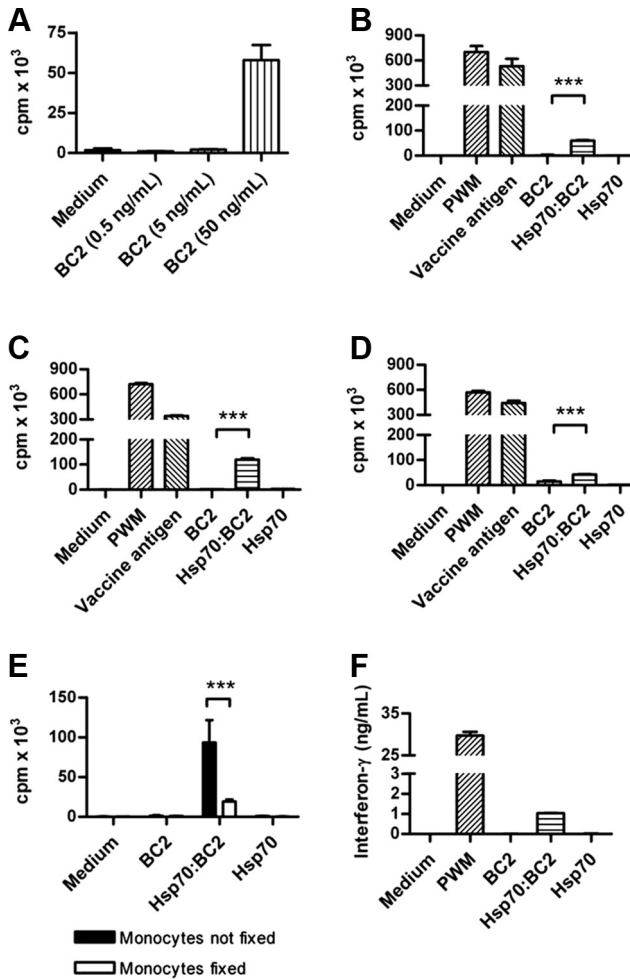 A
cpm x 10³
75
50
25
0
Medium
BC2 (0.5 ng/mL)
BC2 (5 ng/mL)
BC2 (50 ng/mL)
B
cpm x 10³
900
600
300
200
100
0
***
Medium
PWM
Vaccine antigen
BC2
Hsp70:BC2
Hsp70
C
cpm x 10³
900
600
300
200
100
0
***
Medium
PWM
Vaccine antigen
BC2
Hsp70:BC2
Hsp70
D
cpm x 10³
900
600
300
200
100
0
***
Medium
PWM
Vaccine antigen
BC2
Hsp70:BC2
Hsp70
E
cpm x 10³
150
100
50
0
***
Medium
BC2
Hsp70:BC2
Hsp70
Monocytes not fixed
Monocytes fixed
F
Interferon-γ (ng/mL)
35
25
3
2
1
0
Medium
PWM
BC2
Hsp70:BC2
Hsp70